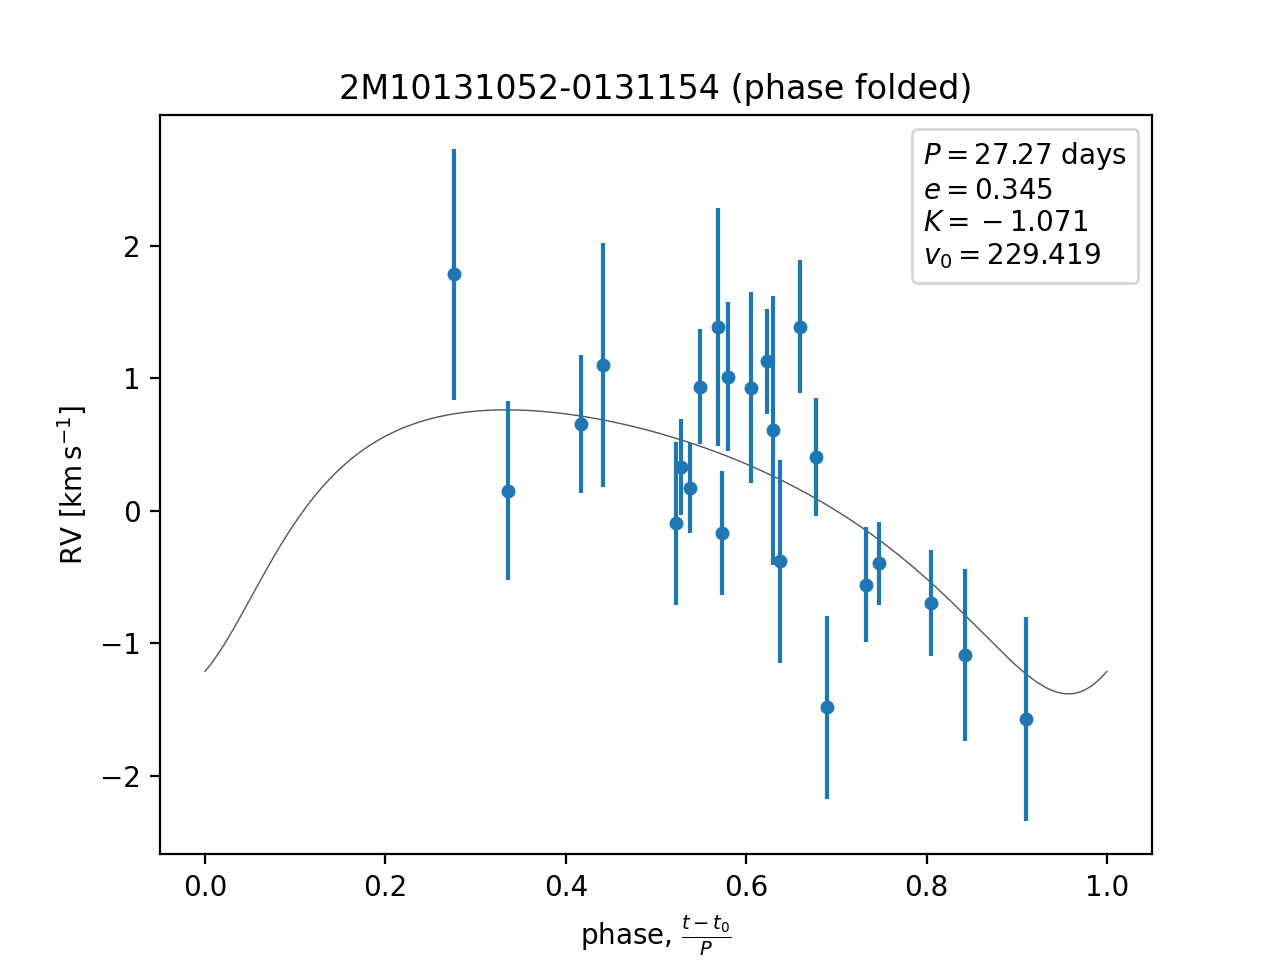 2M10131052-0131154 (phase folded)
P = 27.27 days
e = 0.345
K = −1.071
v₀ = 229.419
2
1
0
−1
−2
RV [km s⁻¹]
0.0 0.2 0.4 0.6 0.8 1.0
phase, (t − t₀)/P